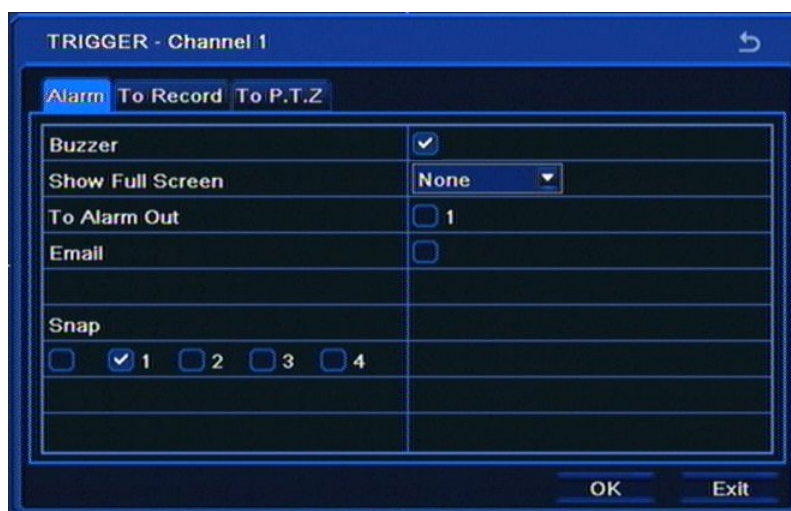 TRIGGER - Channel 1
Alarm To Record To P.T.Z
Buzzer
Show Full Screen None
To Alarm Out 1
Email
Snap
1 2 3 4
OK Exit